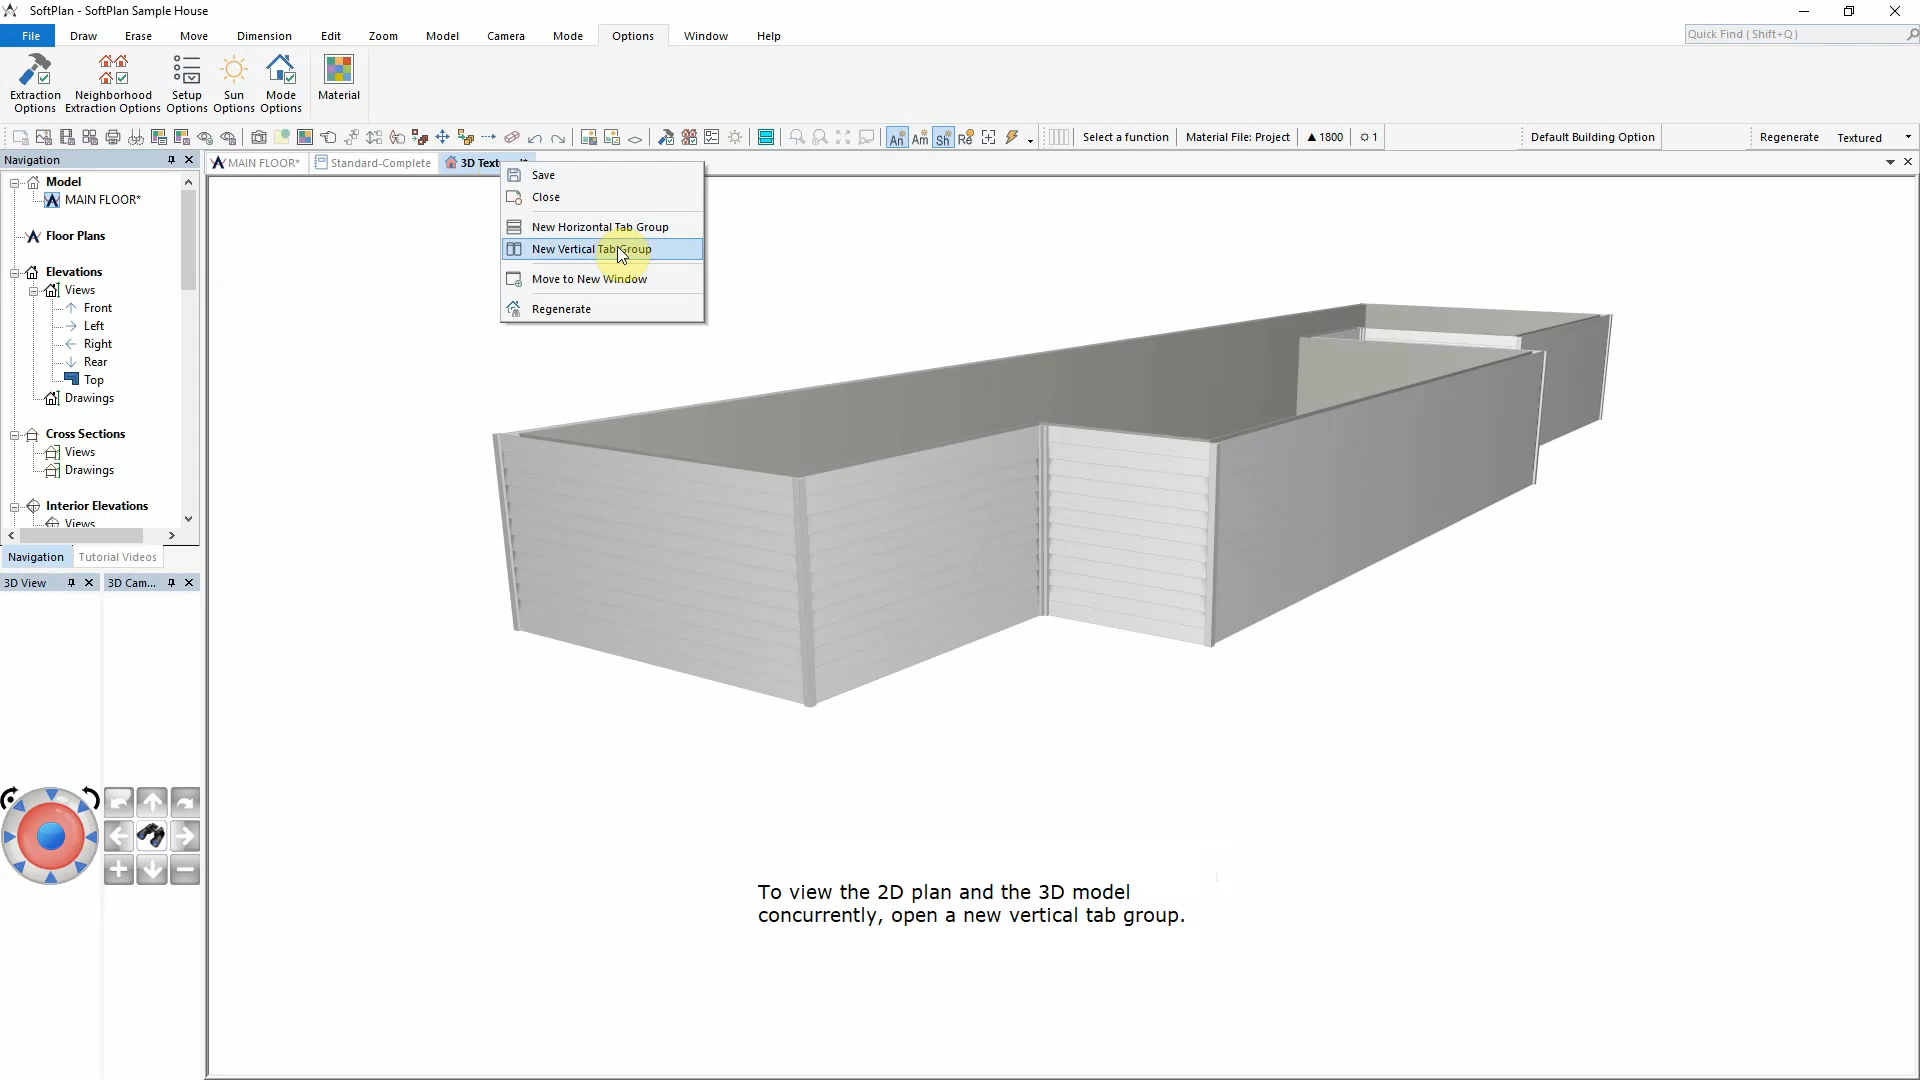 SoftPlan - SoftPlan Sample House
File Draw Erase Move Dimension Edit Zoom Model Camera Mode Options Window Help
Quick Find ( Shift+Q )
Extraction Options
Neighborhood Extraction Options
Setup Options
Sun Options
Mode Options
Material
An Am Sh Re
Select a function
Material File: Project
1800
1
Default Building Option
Regenerate
Textured
Navigation
MAIN FLOOR*
Standard-Complete
3D Text
Save
Close
New Horizontal Tab Group
New Vertical Tab Group
Move to New Window
Regenerate
Model
MAIN FLOOR*
Floor Plans
Elevations
Views
Front
Left
Right
Rear
Top
Drawings
Cross Sections
Views
Drawings
Interior Elevations
Views
Navigation
Tutorial Videos
3D View
3D Cam...
To view the 2D plan and the 3D model
concurrently, open a new vertical tab group.